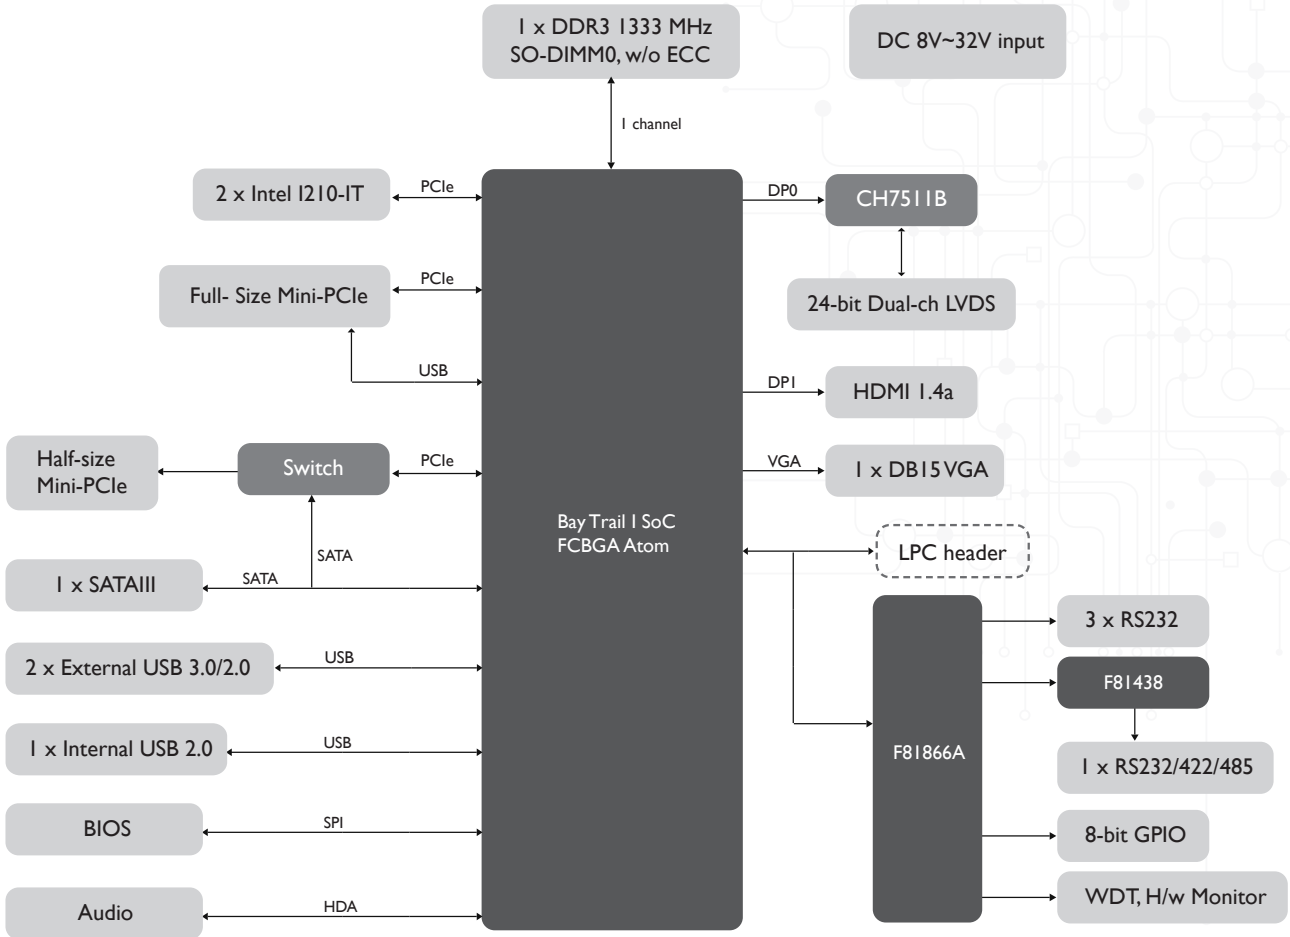 1 x DDR3 1333 MHz
SO-DIMM0, w/o ECC
DC 8V~32V input
1 channel
2 x Intel I210-IT
PCIe
DP0
CH7511B
Full- Size Mini-PCIe
PCIe
24-bit Dual-ch LVDS
USB
DP1
HDMI 1.4a
Half-size
Mini-PCIe
Switch
PCIe
VGA
1 x DB15 VGA
Bay Trail I SoC
FCBGA Atom
LPC header
SATA
1 x SATAIII
SATA
3 x RS232
2 x External USB 3.0/2.0
USB
F81438
1 x Internal USB 2.0
USB
F81866A
1 x RS232/422/485
BIOS
SPI
8-bit GPIO
Audio
HDA
WDT, H/w Monitor